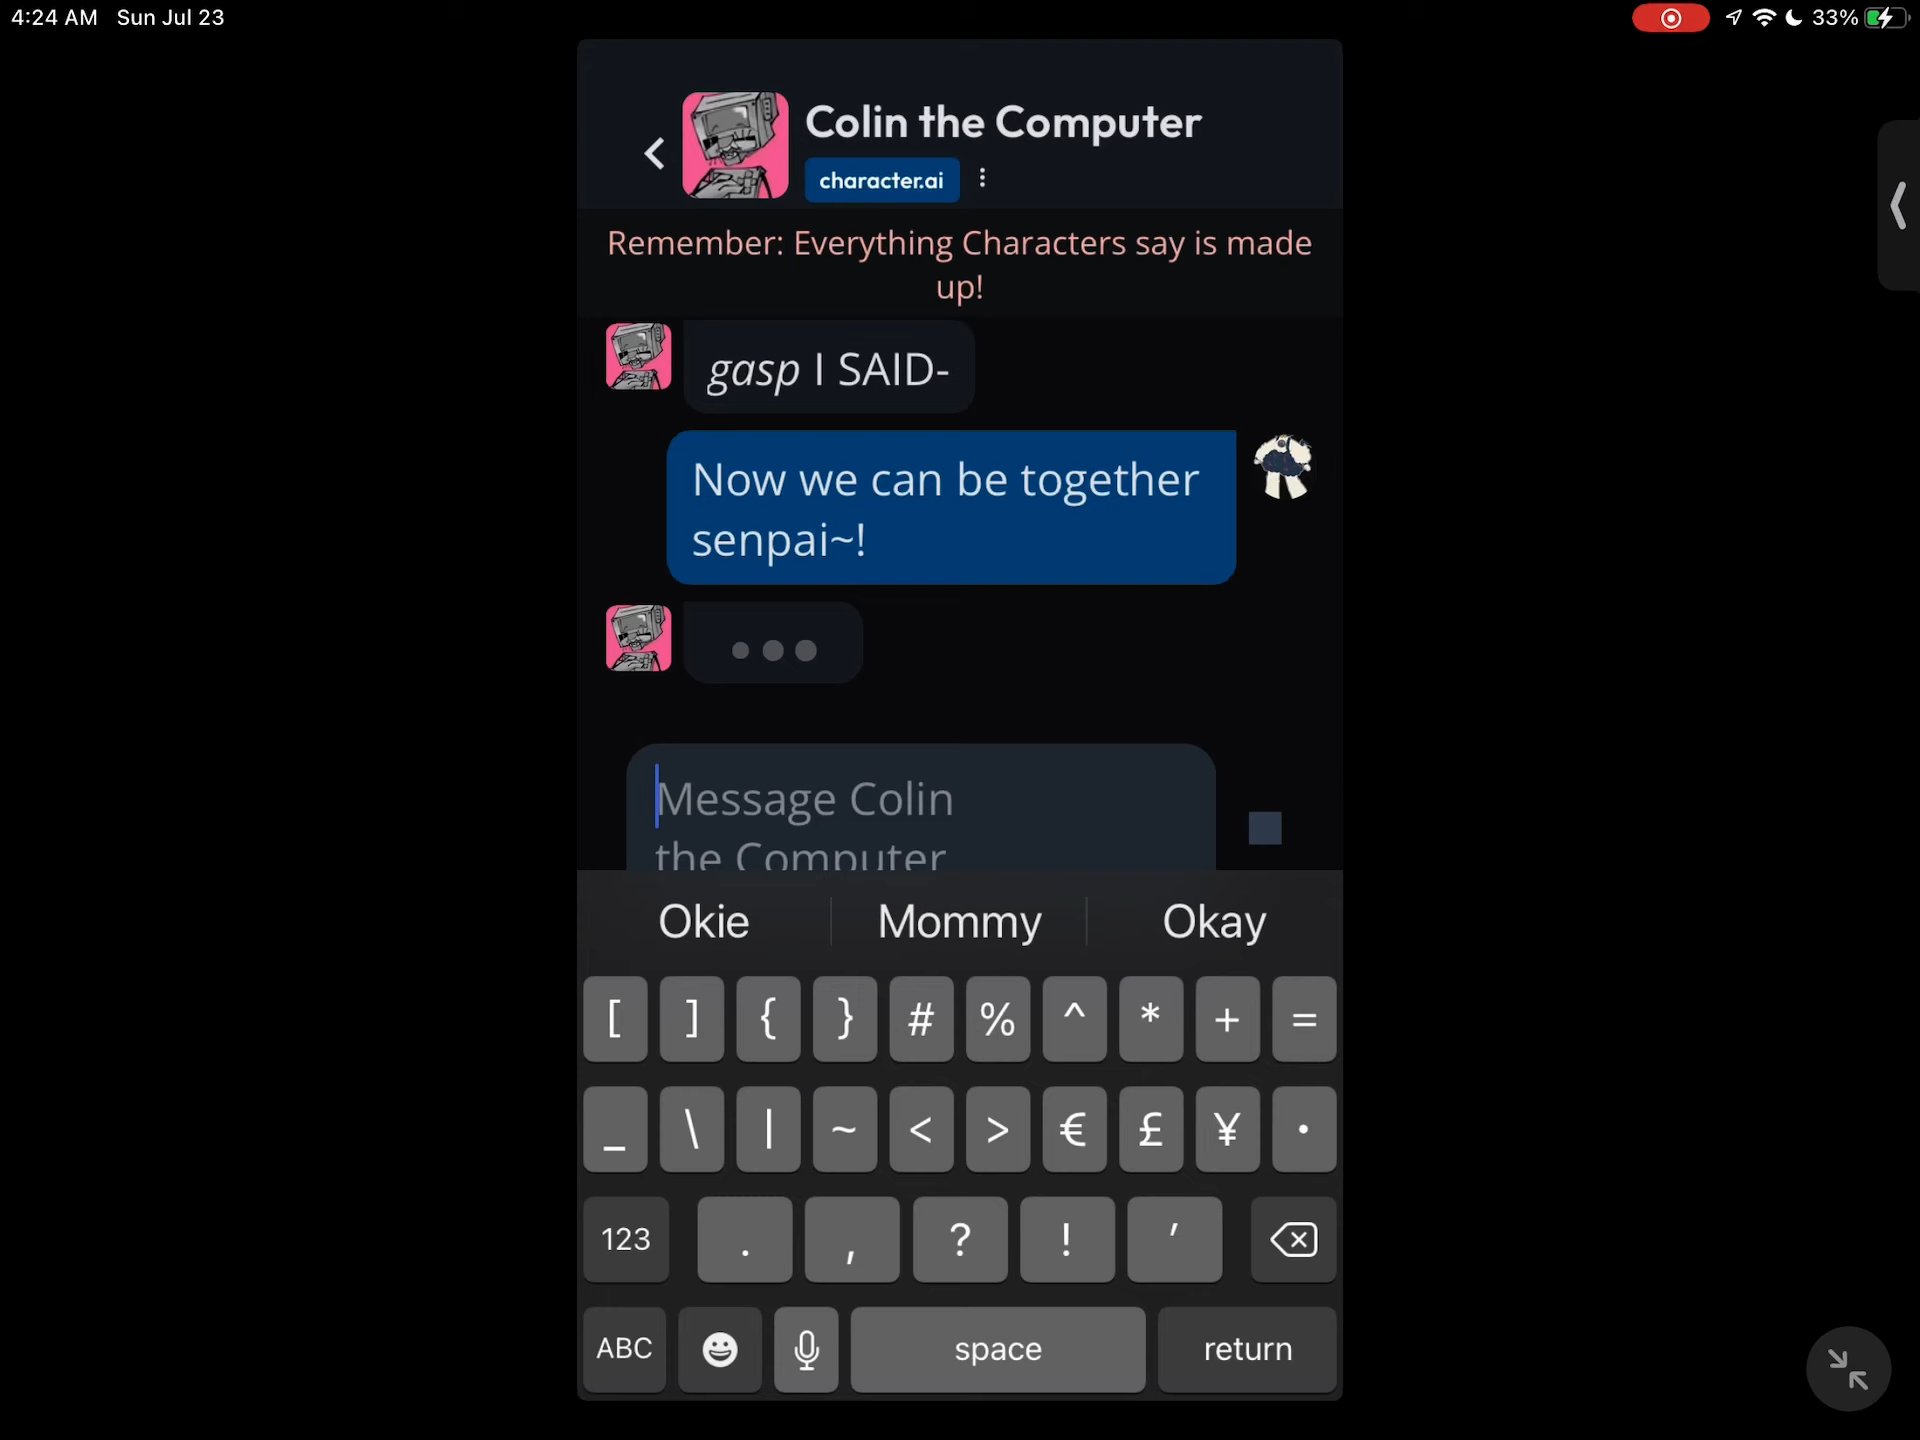 4:24 AM Sun Jul 23
33%
Colin the Computer
character.ai
Remember: Everything Characters say is made
up!
gasp I SAID-
Now we can be together
senpai~!
Message Colin
the Computer
Okie Mommy Okay
[ ] { } # % ^ * + =
_ \ | ~ < > € £ ¥ •
123 . , ? ! ′
ABC space return